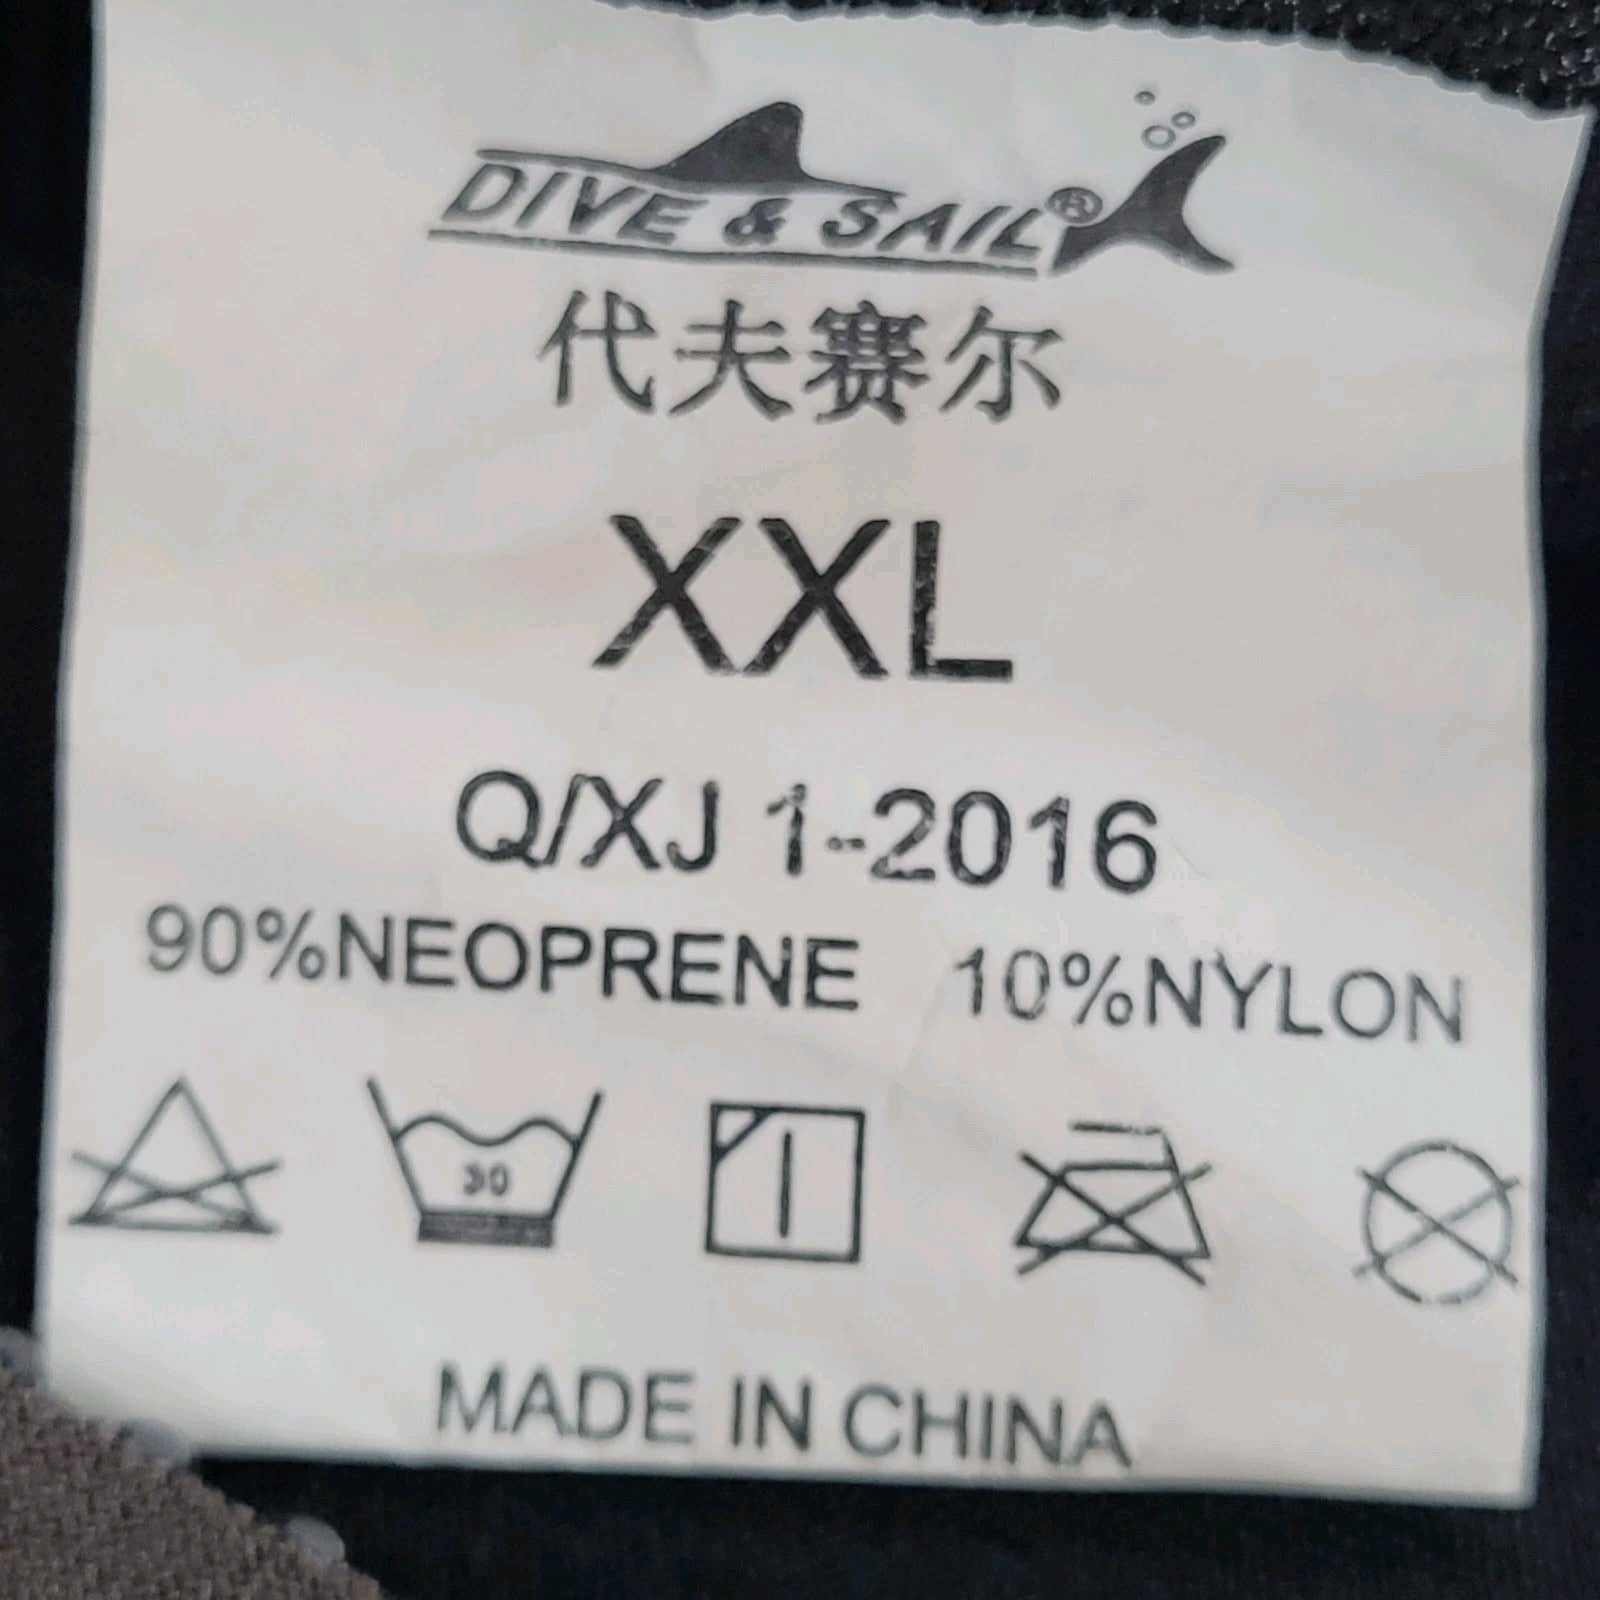 DIVE & SAIL®
代夫赛尔
XXL
Q/XJ 1-2016
90%NEOPRENE 10%NYLON
30
MADE IN CHINA